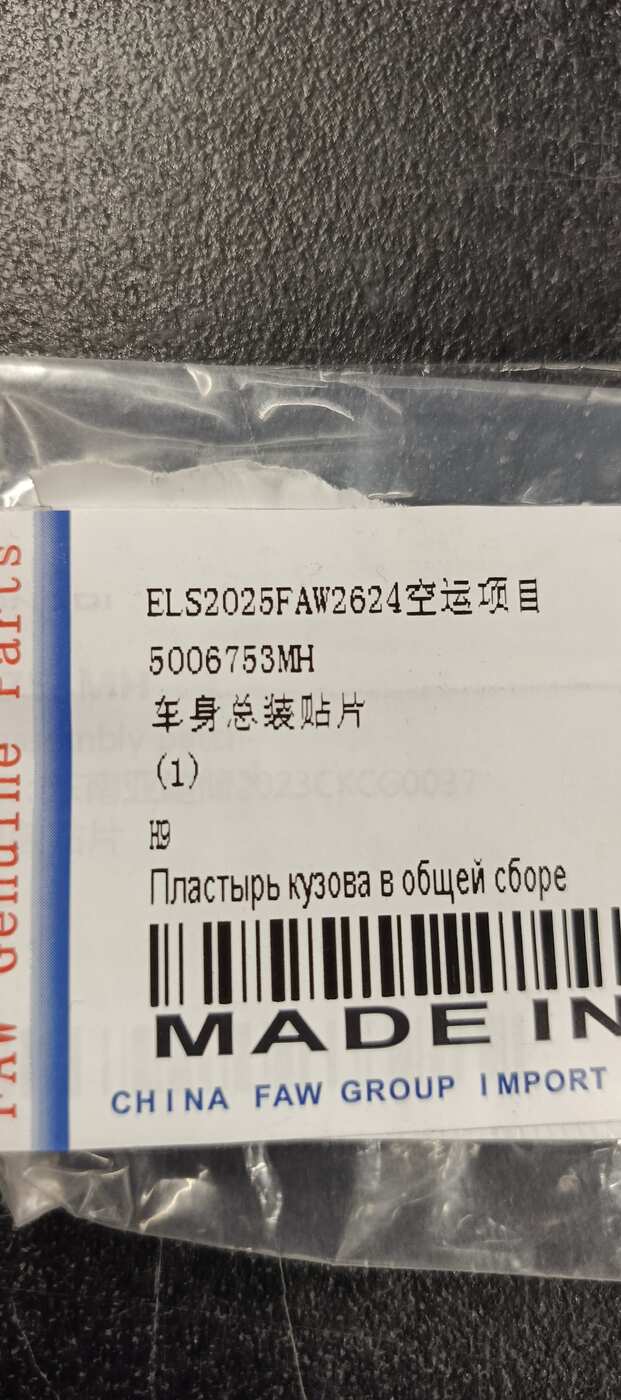 FAW Genuine Parts
ELS2025FAW2624空运项目
5006753MH
车身总装贴片
(1)
H9
Пластырь кузова в общей сборе
MADE IN
CHINA FAW GROUP IMPORT